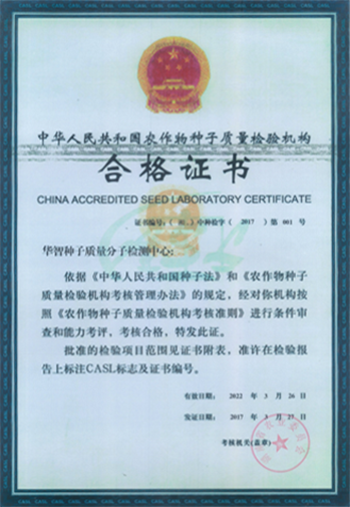 中华人民共和国农作物种子质量检验机构
合格证书
CHINA ACCREDITED SEED LABORATORY CERTIFICATE
中种检字（ 2017 ）第 001 号
华智种子质量分子检测中心:
依据《中华人民共和国种子法》和《农作物种子
质量检验机构考核管理办法》的规定，经对你机构按
照《农作物种子质量检验机构考核准则》进行条件审
查和能力考评，考核合格，特发此证。
批准的检验项目范围见证书附表，准许在检验报
告上标注CASL标志及证书编号。
有效日期: 2022 年 3 月 26 日
发证日期: 2017 年 3 月 27 日
考核机关(盖章)